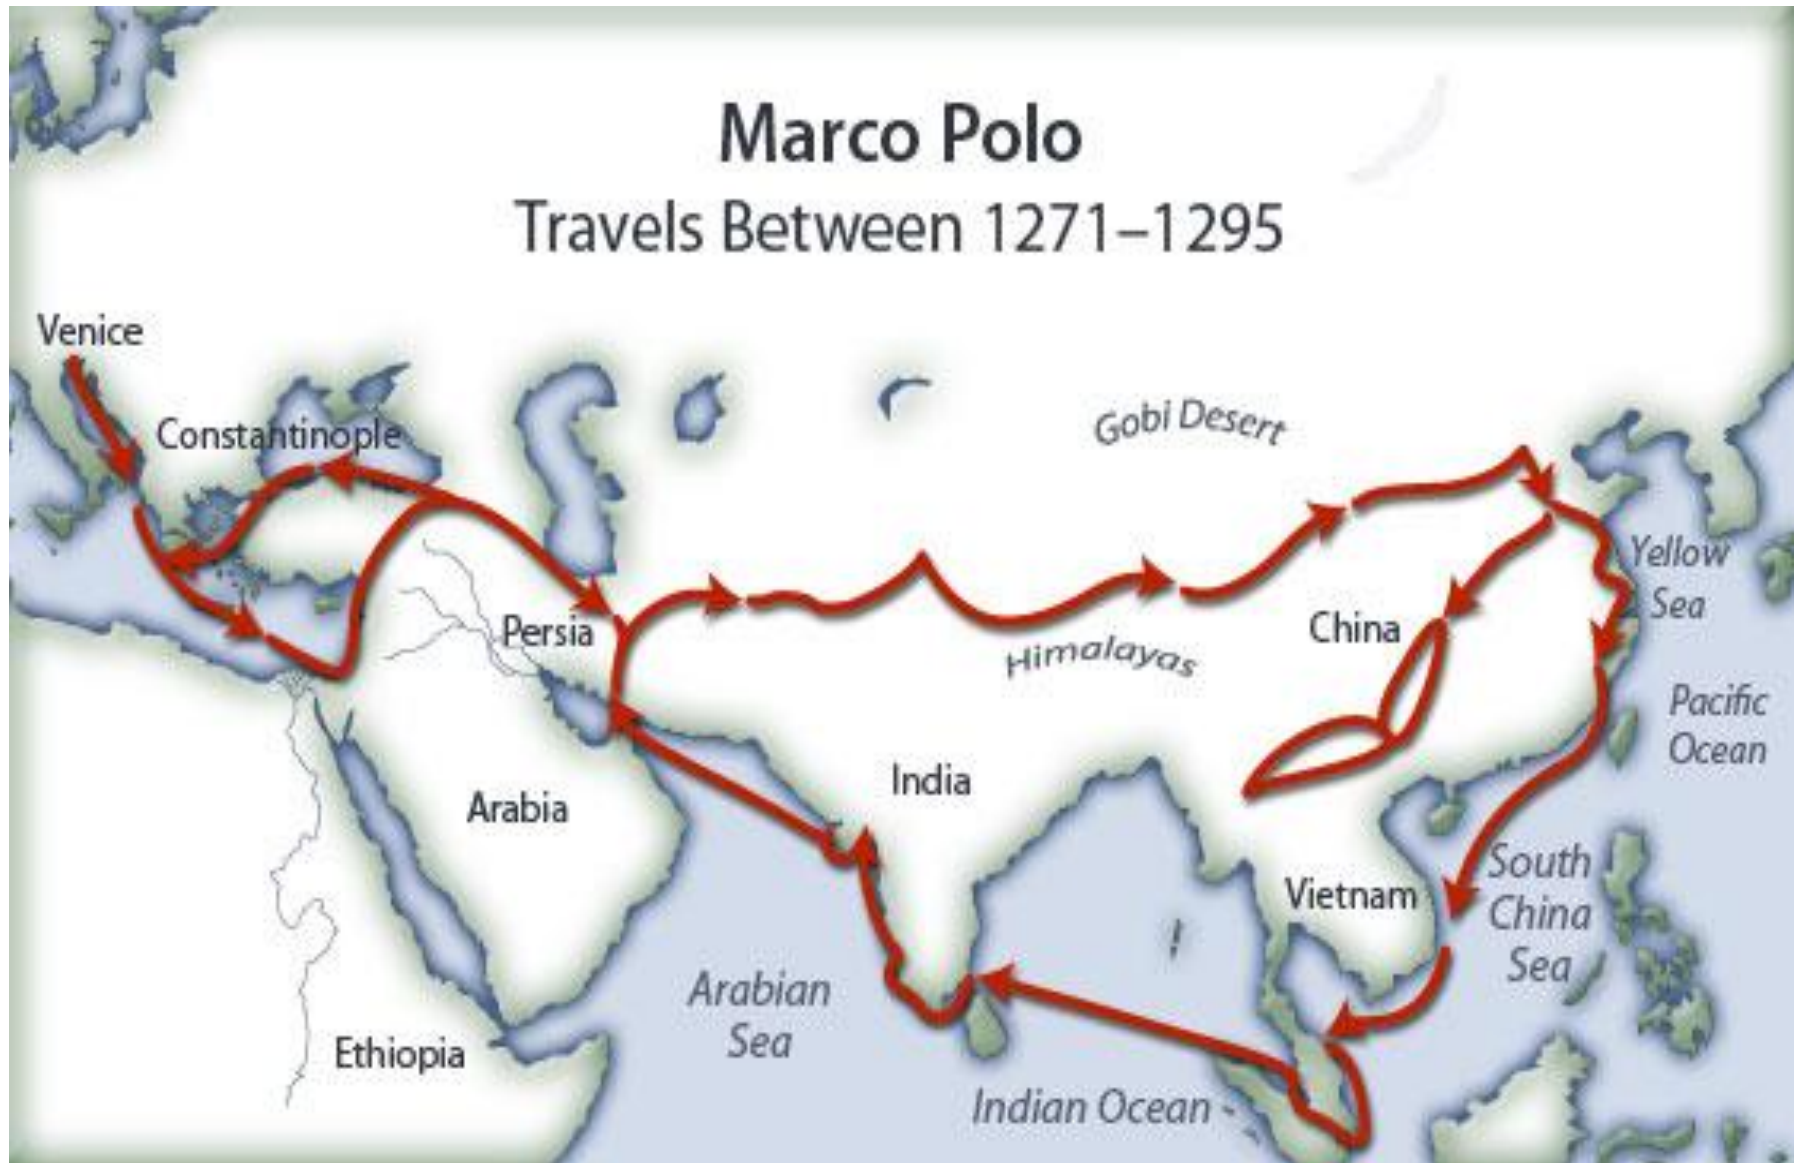 Marco Polo
Travels Between 1271–1295
Venice
Constantinople
Gobi Desert
Yellow
Sea
Persia
China
Himalayas
Pacific
Ocean
India
Arabia
South
China
Sea
Vietnam
Arabian
Sea
Ethiopia
Indian Ocean